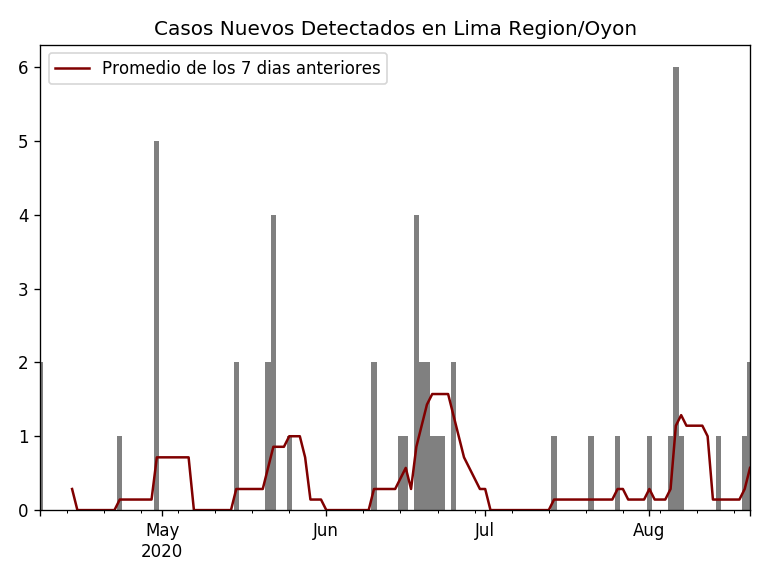 Casos Nuevos Detectados en Lima Region/Oyon
Promedio de los 7 dias anteriores
6
5
4
3
2
1
0
May
2020
Jun
Jul
Aug